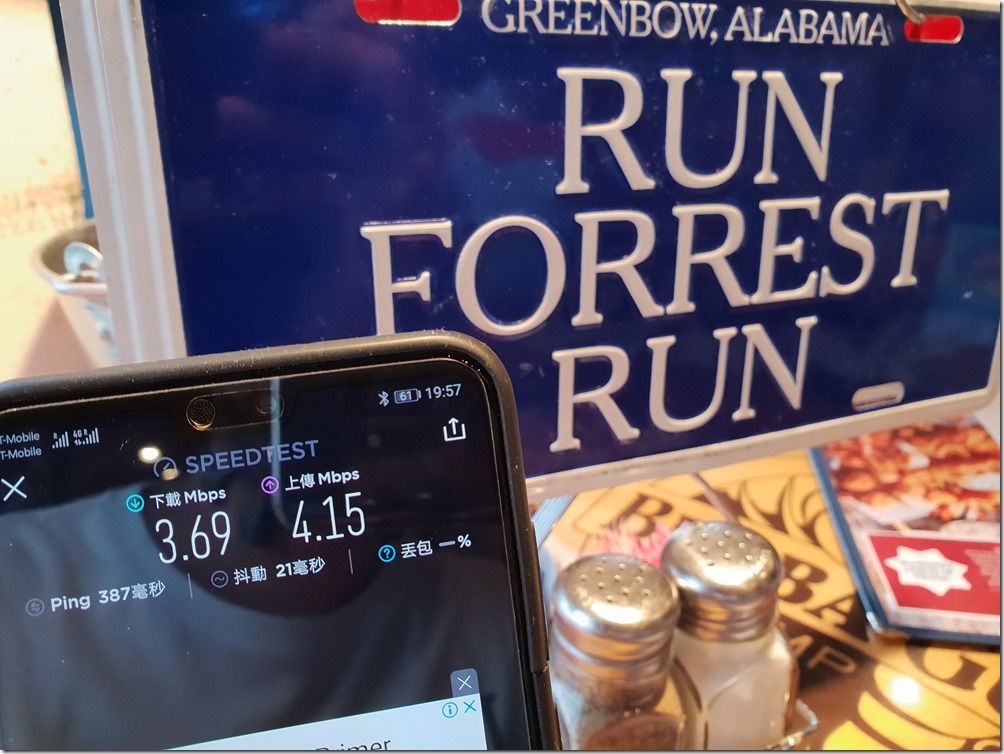 GREENBOW, ALABAMA
RUN
FORREST
RUN
61 19:57
T-Mobile 4G R
T-Mobile
SPEEDTEST
下載 Mbps 上傳 Mbps
3.69 4.15
Ping 387毫秒 抖動 21毫秒 丟包 —%